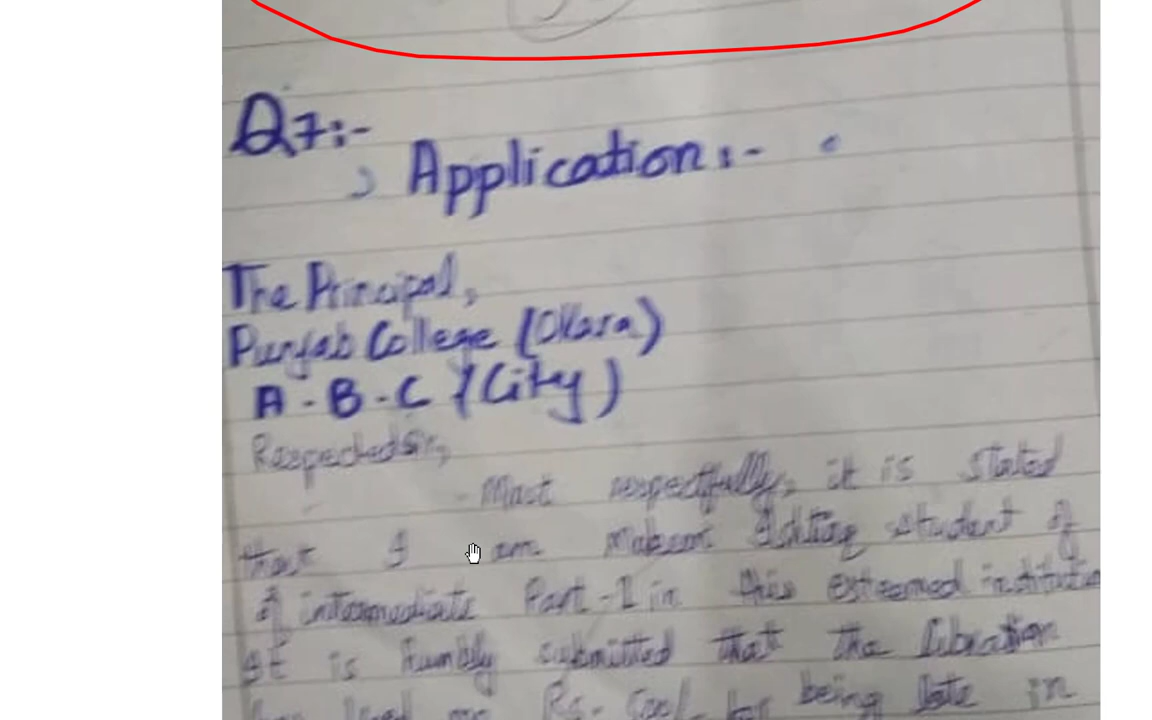 Q7:-
Application :-
The Principal,
Punjab College (Okara)
A-B-C (City)
Respected Sir,
Most respectfully, it is stated
that I am student of
of intermediate Part-I in this esteemed institution
It is humbly submitted that the
Rs. for being late in